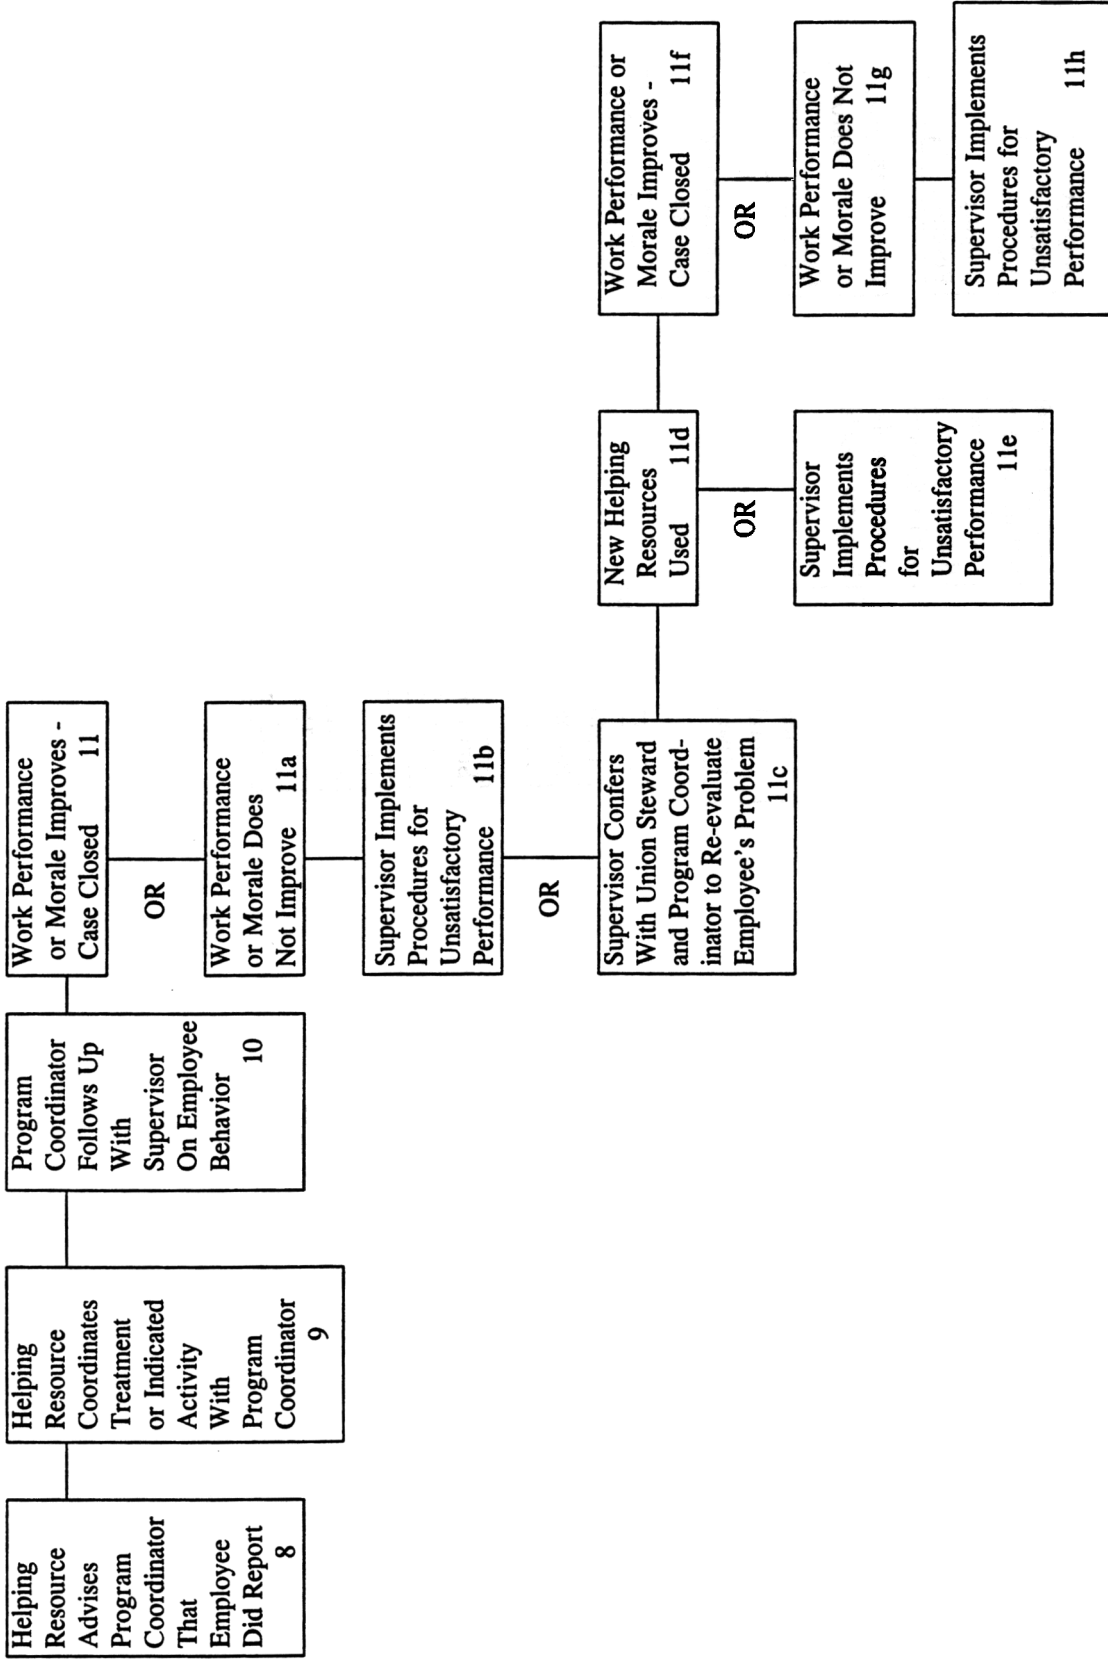 Helping
Resource
Advises
Program
Coordinator
That
Employee
Did Report
8
Helping
Resource
Coordinates
Treatment
or Indicated
Activity
With
Program
Coordinator
9
Program
Coordinator
Follows Up
With
Supervisor
On Employee
Behavior
10
Work Performance
or Morale Improves -
Case Closed 11
OR
Work Performance
or Morale Does
Not Improve 11a
Supervisor Implements
Procedures for
Unsatisfactory
Performance 11b
OR
Supervisor Confers
With Union Steward
and Program Coord-
inator to Re-evaluate
Employee's Problem
11c
New Helping
Resources
Used 11d
OR
Supervisor
Implements
Procedures
for
Unsatisfactory
Performance
11e
Work Performance or
Morale Improves -
Case Closed 11f
OR
Work Performance
or Morale Does Not
Improve 11g
Supervisor Implements
Procedures for
Unsatisfactory
Performance 11h